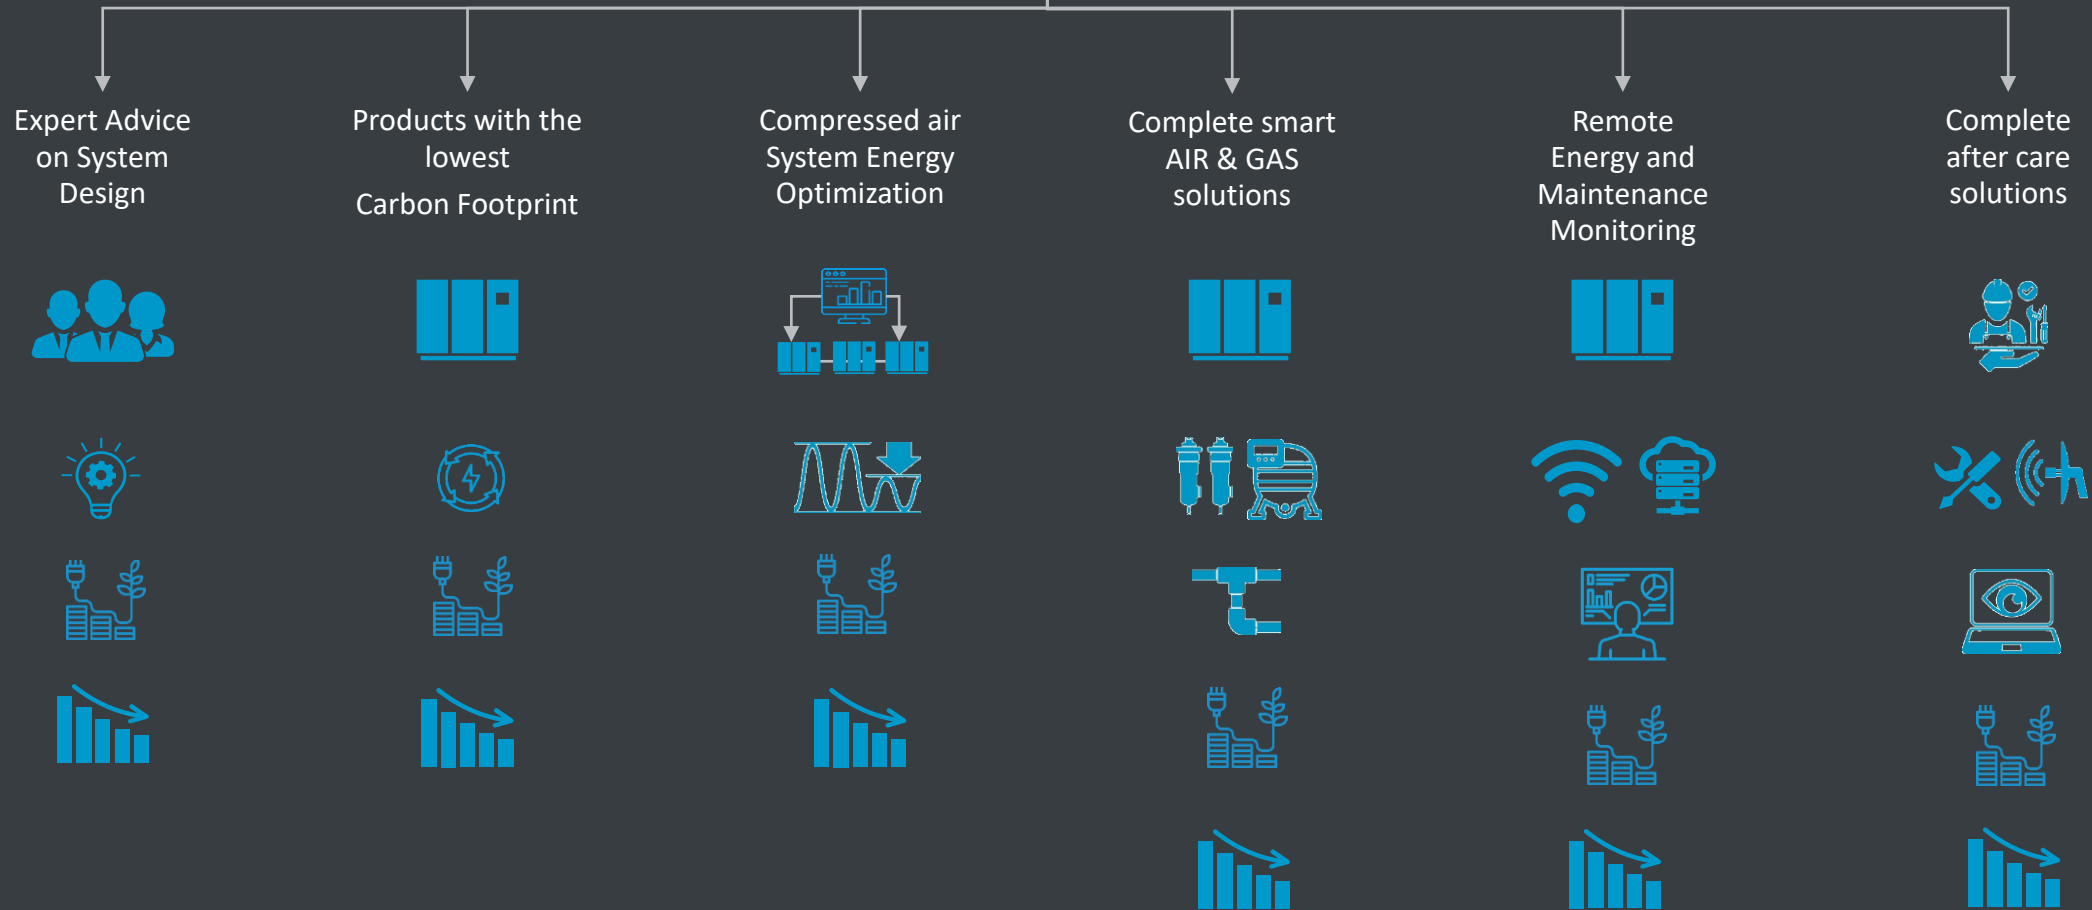 Expert Advice
on System
Design
Products with the
lowest
Carbon Footprint
Compressed air
System Energy
Optimization
Complete smart
AIR & GAS
solutions
Remote
Energy and
Maintenance
Monitoring
Complete
after care
solutions